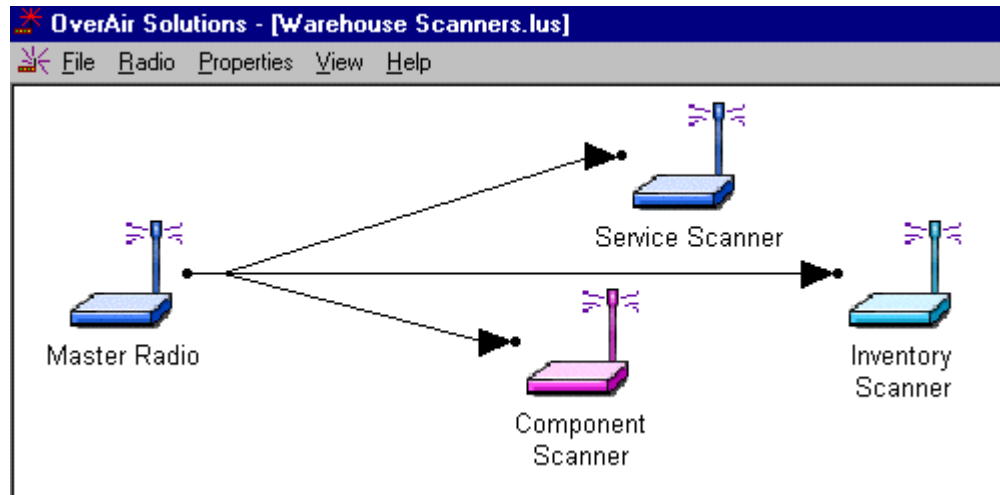 OverAir Solutions - [Warehouse Scanners.lus]
File Radio Properties View Help
Service Scanner
Master Radio
Inventory
Scanner
Component
Scanner